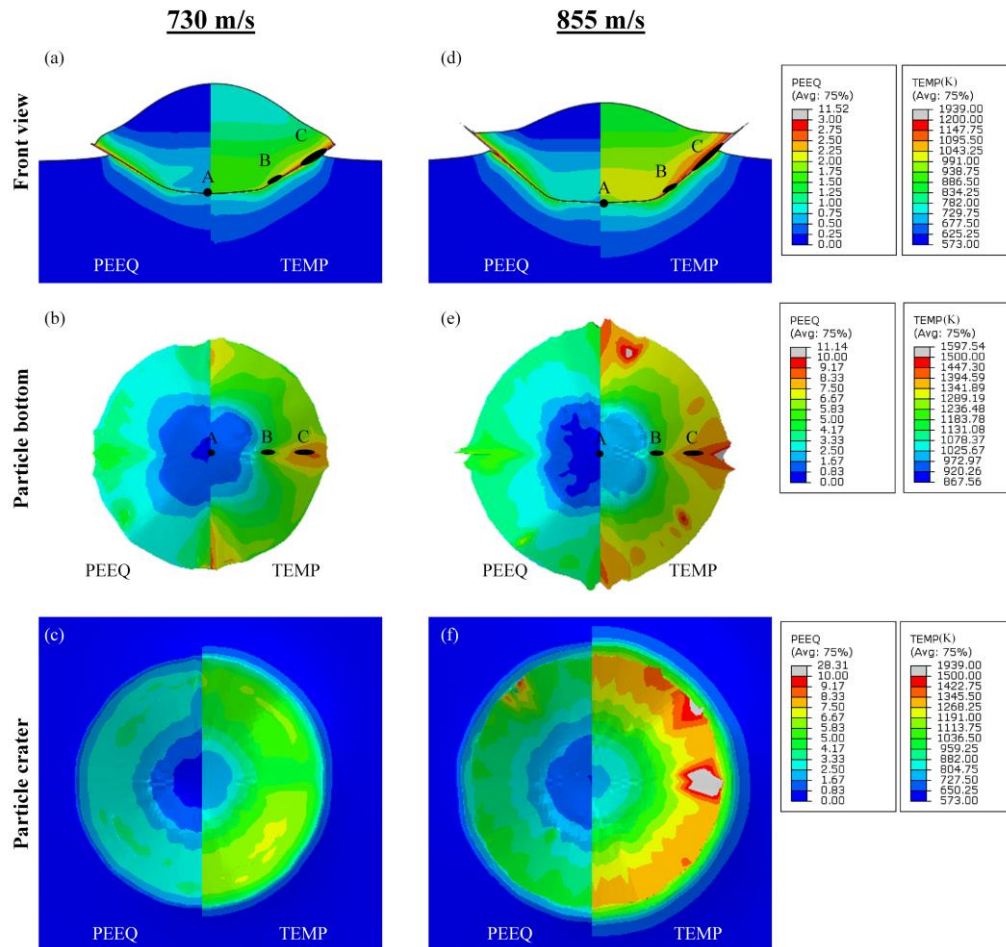 730 m/s
855 m/s
Front view
(a)
A
B
C
PEEQ
TEMP
(d)
A
B
C
PEEQ
TEMP
PEEQ
(Avg: 75%)
11.52
3.00
2.75
2.50
2.25
2.00
1.75
1.50
1.25
1.00
0.75
0.50
0.25
0.00
TEMP(K)
(Avg: 75%)
1939.00
1200.00
1147.75
1095.50
1043.25
991.00
938.75
886.50
834.25
782.00
729.75
677.50
625.25
573.00
Particle bottom
(b)
A
B
C
PEEQ
TEMP
(e)
A
B
C
PEEQ
TEMP
PEEQ
(Avg: 75%)
11.14
10.00
9.17
8.33
7.50
6.67
5.83
5.00
4.17
3.33
2.50
1.67
0.83
0.00
TEMP(K)
(Avg: 75%)
1597.54
1500.00
1447.30
1394.59
1341.89
1289.19
1236.48
1183.78
1131.08
1078.37
1025.67
972.97
920.26
867.56
Particle crater
(c)
PEEQ
TEMP
(f)
PEEQ
TEMP
PEEQ
(Avg: 75%)
28.31
10.00
9.17
8.33
7.50
6.67
5.83
5.00
4.17
3.33
2.50
1.67
0.83
0.00
TEMP(K)
(Avg: 75%)
1939.00
1500.00
1422.75
1345.50
1268.25
1191.00
1113.75
1036.50
959.25
882.00
804.75
727.50
650.25
573.00